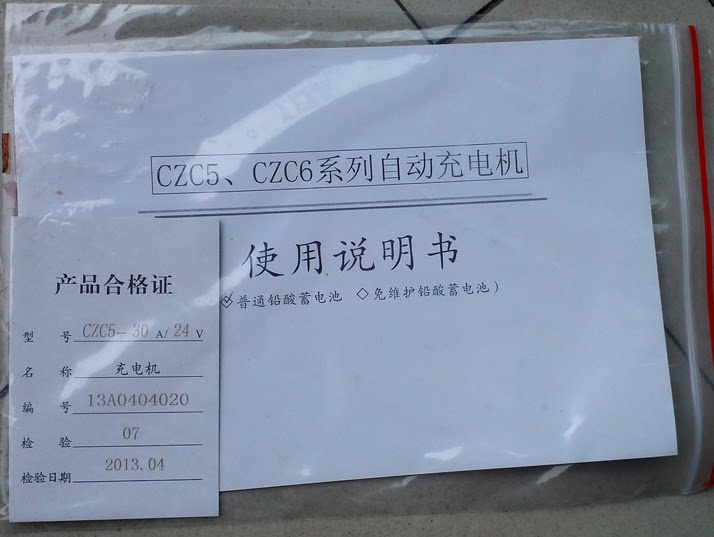 CZC5、CZC6系列自动充电机
使用说明书
普通铅酸蓄电池 ◇免维护铅酸蓄电池)
产品合格证
型 号 CZC5-30 A/24 V
名 称 充电机
编 号 13A0404020
检 验 07
检验日期 2013.04